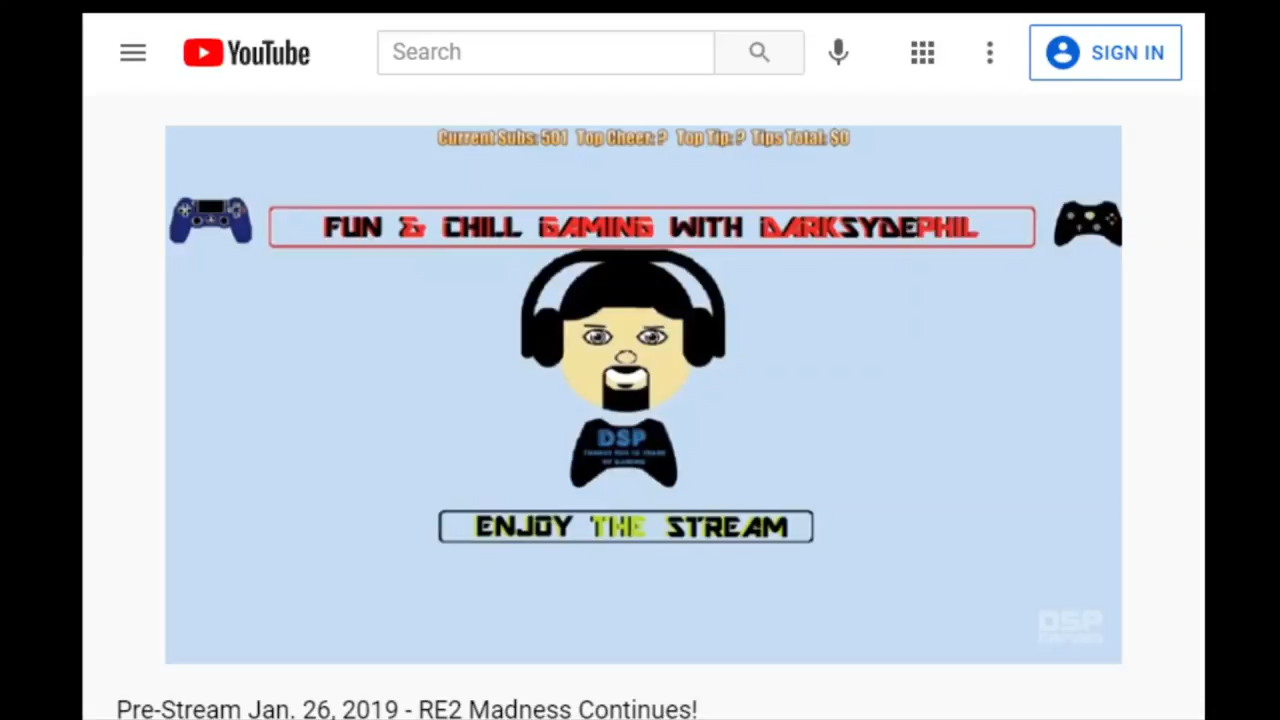 YouTube
Search
SIGN IN
Current Subs: 501 Top Cheer: ? Top Tip: ? Tips Total: $0
FUN & CHILL GAMING WITH DARKSYDEPHIL
DSP
ENJOY THE STREAM
DSP
Pre-Stream Jan. 26, 2019 - RE2 Madness Continues!